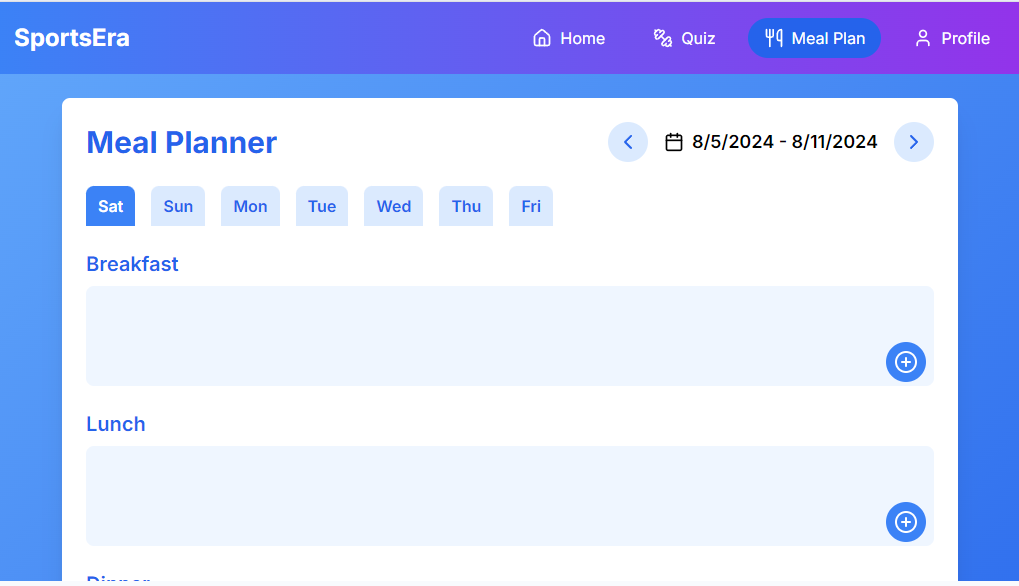 SportsEra
Home
Quiz
Meal Plan
Profile
Meal Planner
8/5/2024 - 8/11/2024
Sat
Sun
Mon
Tue
Wed
Thu
Fri
Breakfast
Lunch
Dinner